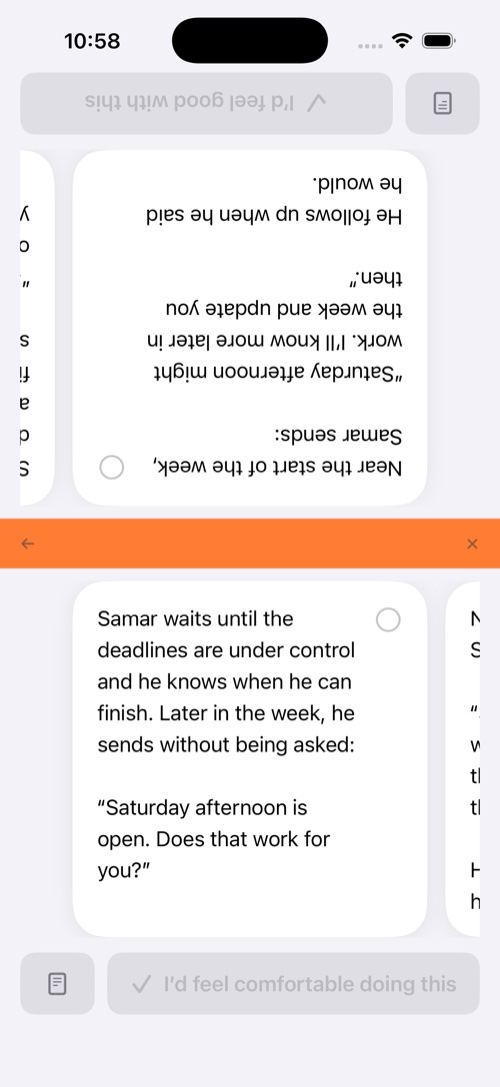 10:58
✓ I'd feel good with this
Near the start of the week,
Samar sends:
"Saturday afternoon might
work. I'll know more later in
the week and update you
then."
He follows up when he said
he would.
S
d
a
fi
s
"
o
y
←
×
Samar waits until the
deadlines are under control
and he knows when he can
finish. Later in the week, he
sends without being asked:
“Saturday afternoon is
open. Does that work for
you?”
N
S
“
w
t
t
H
h
✓ I’d feel comfortable doing this